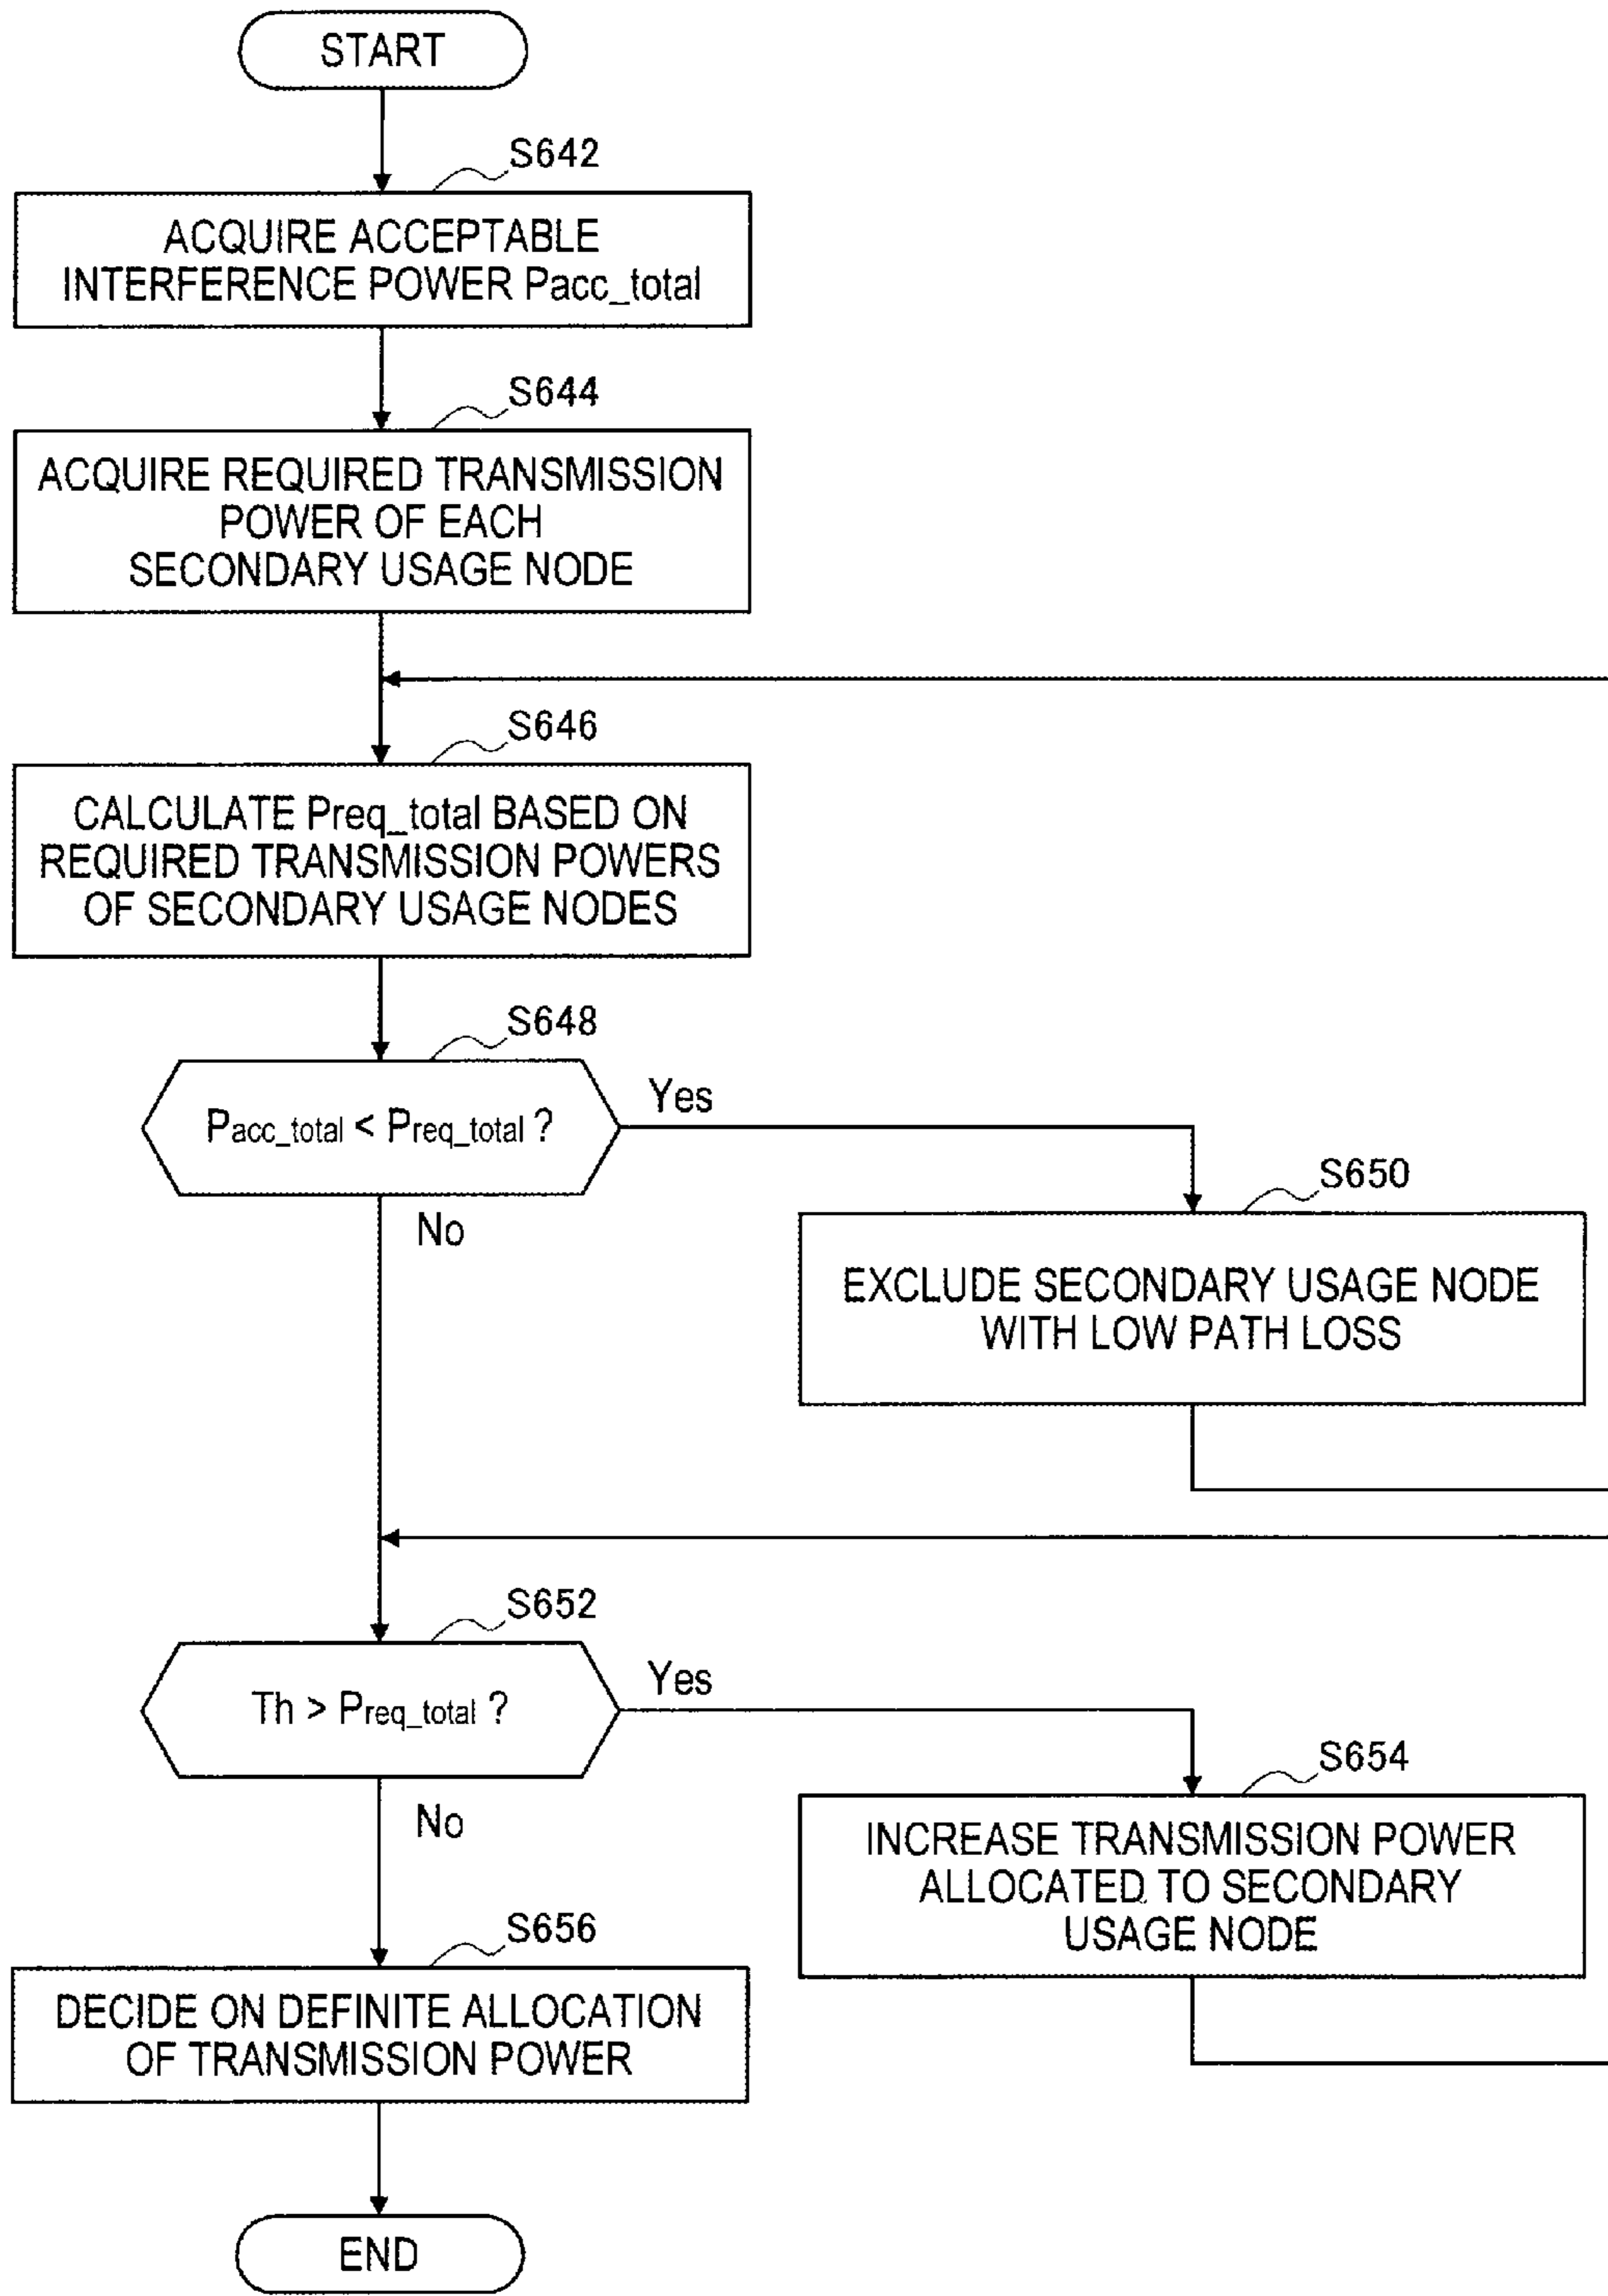 START
S642
ACQUIRE ACCEPTABLE
INTERFERENCE POWER Pacc_total
S644
ACQUIRE REQUIRED TRANSMISSION
POWER OF EACH
SECONDARY USAGE NODE
S646
CALCULATE Preq_total BASED ON
REQUIRED TRANSMISSION POWERS
OF SECONDARY USAGE NODES
S648
Pacc_total < Preq_total ?
Yes
No
S650
EXCLUDE SECONDARY USAGE NODE
WITH LOW PATH LOSS
S652
Th > Preq_total ?
Yes
No
S654
INCREASE TRANSMISSION POWER
ALLOCATED TO SECONDARY
USAGE NODE
S656
DECIDE ON DEFINITE ALLOCATION
OF TRANSMISSION POWER
END